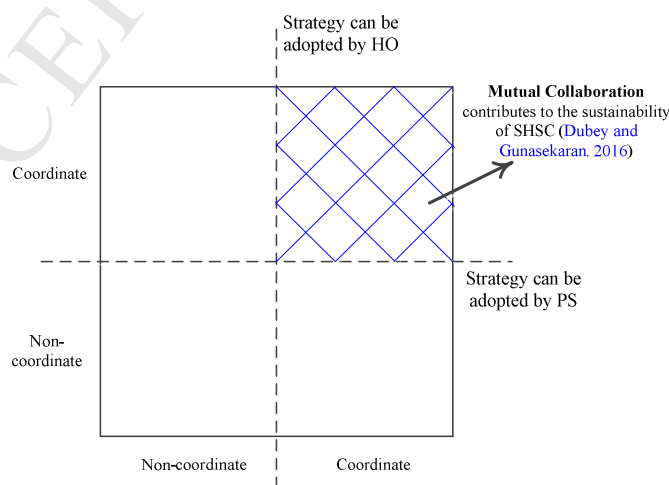 Strategy can be
adopted by HO
Mutual Collaboration
contributes to the sustainability
of SHSC (Dubey and
Gunasekaran, 2016)
Coordinate
Strategy can be
adopted by PS
Non-
coordinate
Non-coordinate
Coordinate